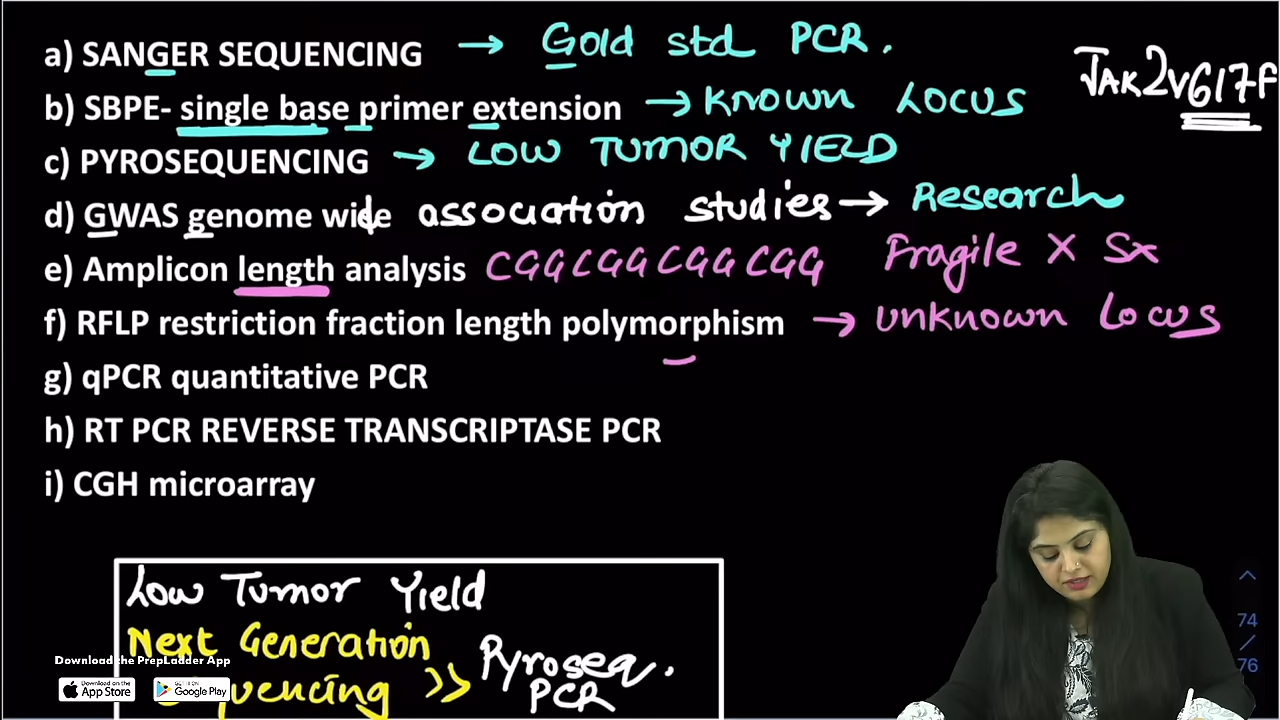 a) SANGER SEQUENCING → Gold std PCR.
JAK2V617F
b) SBPE- single base primer extension → KNOWN LOCUS
c) PYROSEQUENCING → LOW TUMOR YIELD
d) GWAS genome wide association studies → Research
e) Amplicon length analysis CGGCGGCGGCGG Fragile X Sx
f) RFLP restriction fraction length polymorphism → unknown Locus
g) qPCR quantitative PCR
h) RT PCR REVERSE TRANSCRIPTASE PCR
i) CGH microarray
Low Tumor Yield
Next Generation
Download the PrepLadder App
Download on the App Store
GET IT ON Google Play
>> Pyroseq. PCR
74
/
76